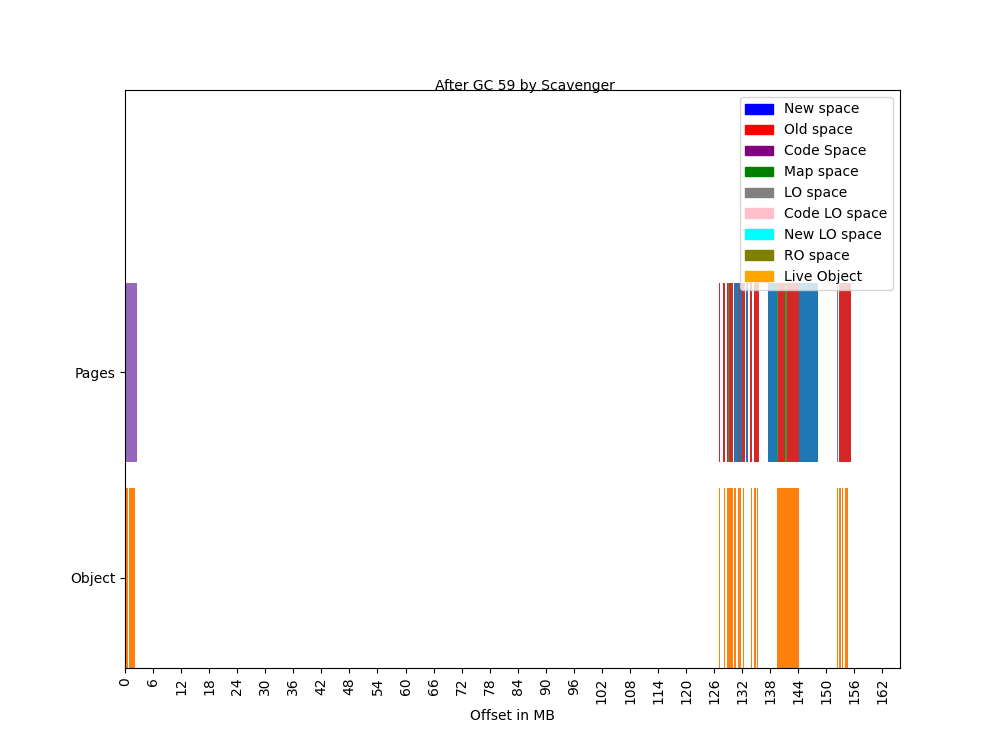 After GC 59 by Scavenger
New space
Old space
Code Space
Map space
LO space
Code LO space
New LO space
RO space
Live Object
Pages
Object
0 6 12 18 24 30 36 42 48 54 60 66 72 78 84 90 96 102 108 114 120 126 132 138 144 150 156 162
Offset in MB